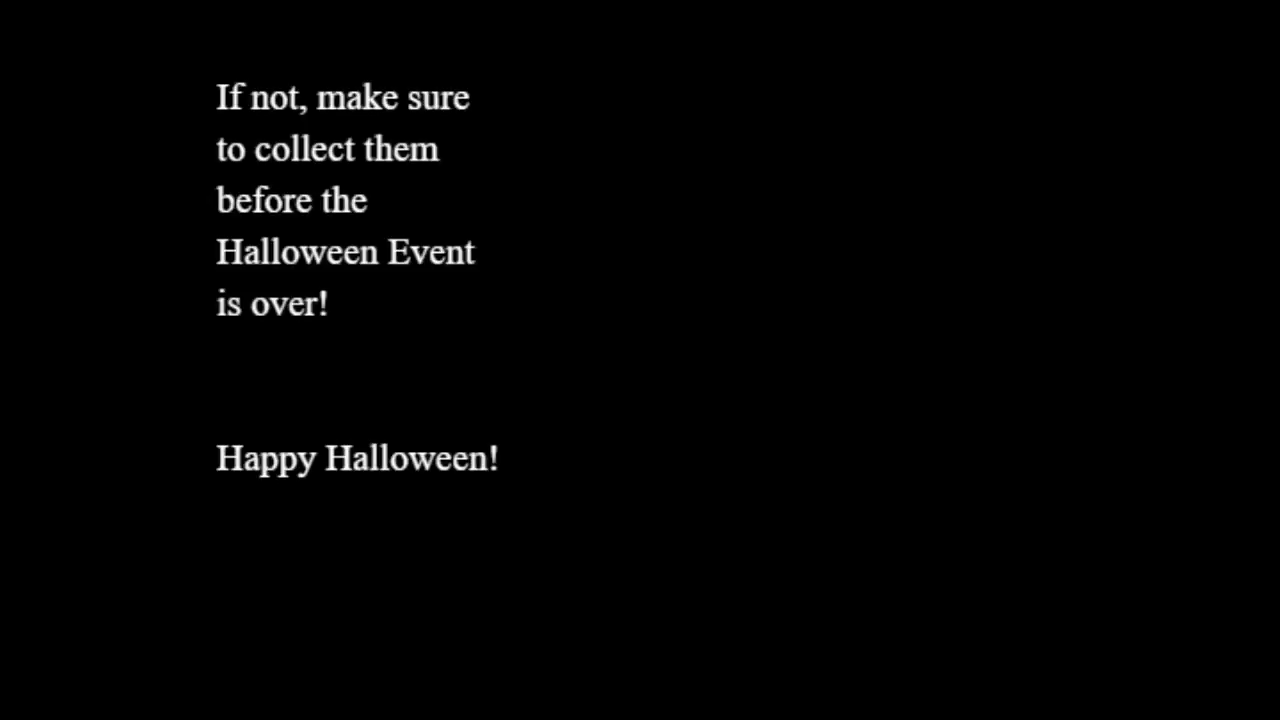 If not, make sure
to collect them
before the
Halloween Event
is over!
Happy Halloween!